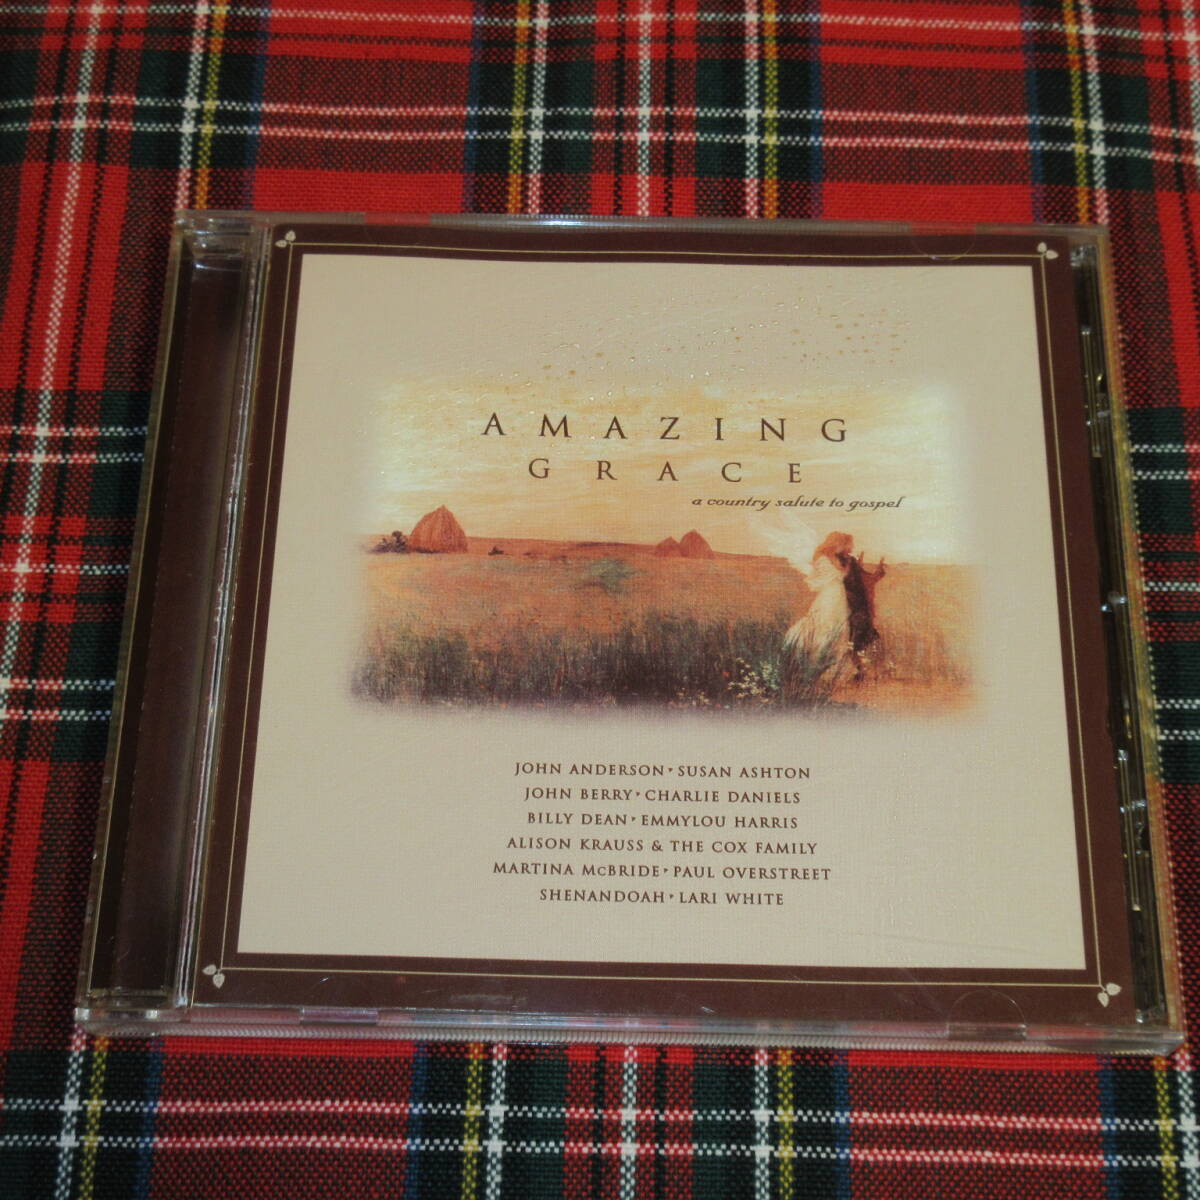 AMAZING
GRACE
a country salute to gospel
JOHN ANDERSON • SUSAN ASHTON
JOHN BERRY • CHARLIE DANIELS
BILLY DEAN • EMMYLOU HARRIS
ALISON KRAUSS & THE COX FAMILY
MARTINA McBRIDE • PAUL OVERSTREET
SHENANDOAH • LARI WHITE